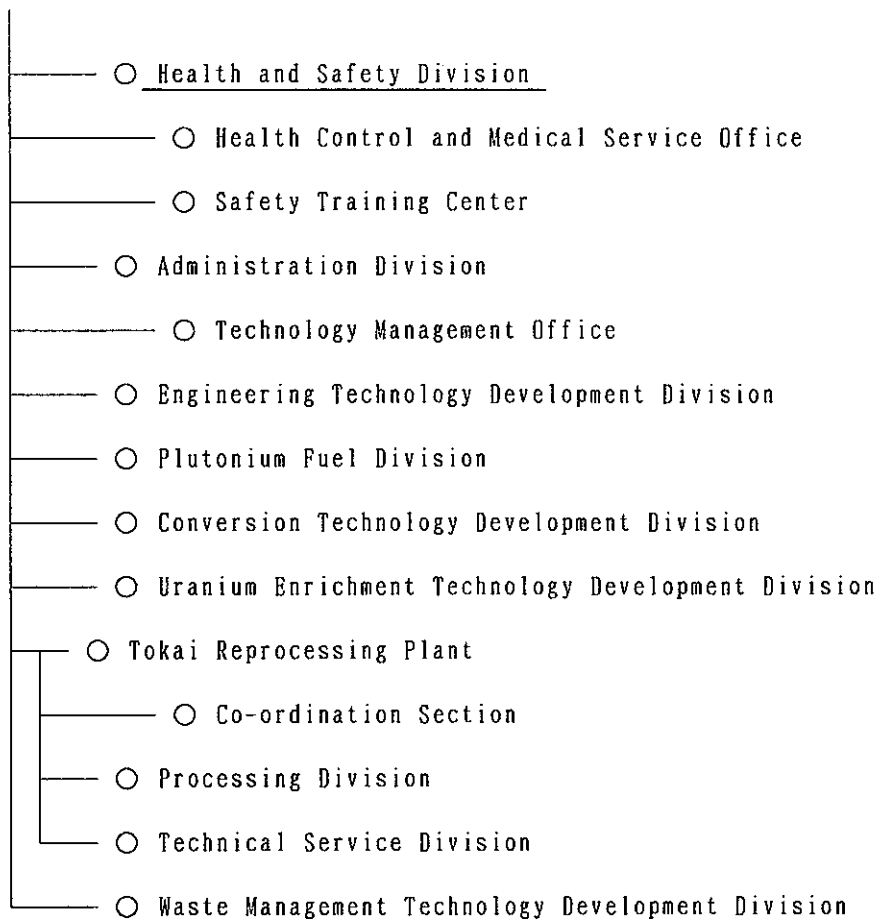 Health and Safety Division
Health Control and Medical Service Office
Safety Training Center
Administration Division
Technology Management Office
Engineering Technology Development Division
Plutonium Fuel Division
Conversion Technology Development Division
Uranium Enrichment Technology Development Division
Tokai Reprocessing Plant
Co-ordination Section
Processing Division
Technical Service Division
Waste Management Technology Development Division